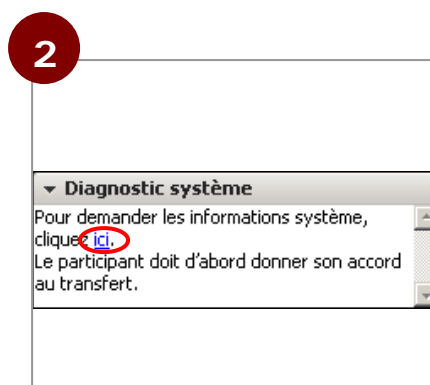 2
Diagnostic système
Pour demander les informations système,
cliquez ici.
Le participant doit d'abord donner son accord
au transfert.